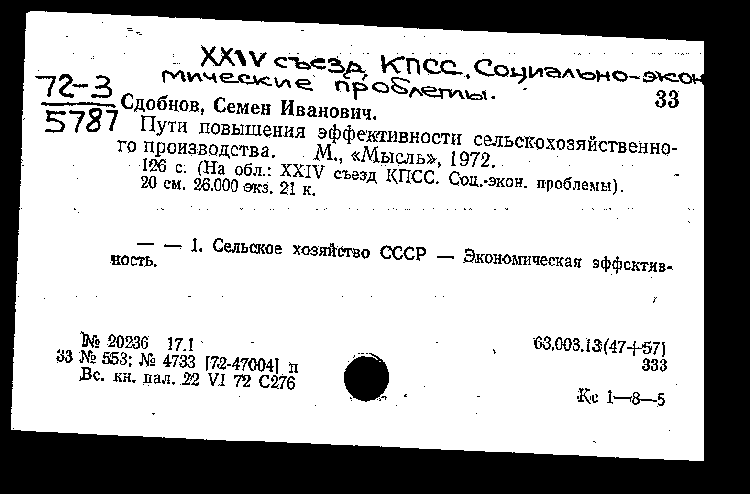 XXIV съезд КПСС. Социально-эконо
мические проблемы.
72-3
5787
33
Сдобнов, Семен Иванович.
Пути повышения эффективности сельскохозяйственно-
го производства. М., «Мысль», 1972.
126 с. (На обл.: XXIV съезд КПСС. Соц.-экон. проблемы).
20 см. 26.000 экз. 21 к.
— — 1. Сельское хозяйство СССР — Экономическая эффектив-
ность.
№ 20236 17.1
63.003.13(47+57)
33 № 553; № 4733 [72-47004] п
333
Вс. кн. пал. 22 VI 72 С276
Кс 1—8—5